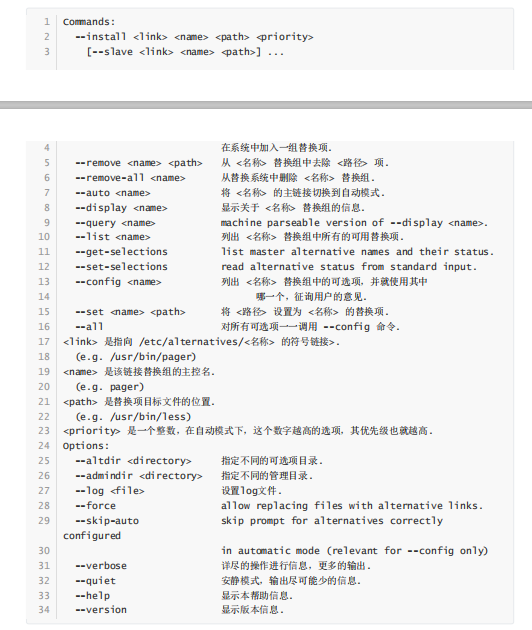 1 Commands:
2 --install <link> <name> <path> <priority>
3 [--slave <link> <name> <path>] ...
4 在系统中加入一组替换项.
5 --remove <name> <path> 从 <名称> 替换组中去除 <路径> 项.
6 --remove-all <name> 从替换系统中删除 <名称> 替换组.
7 --auto <name> 将 <名称> 的主链接切换到自动模式.
8 --display <name> 显示关于 <名称> 替换组的信息.
9 --query <name> machine parseable version of --display <name>.
10 --list <name> 列出 <名称> 替换组中所有的可用替换项.
11 --get-selections list master alternative names and their status.
12 --set-selections read alternative status from standard input.
13 --config <name> 列出 <名称> 替换组中的可选项，并就使用其中
14 哪一个，征询用户的意见.
15 --set <name> <path> 将 <路径> 设置为 <名称> 的替换项.
16 --all 对所有可选项一一调用 --config 命令.
17 <link> 是指向 /etc/alternatives/<名称> 的符号链接>.
18 (e.g. /usr/bin/pager)
19 <name> 是该链接替换组的主控名.
20 (e.g. pager)
21 <path> 是替换项目标文件的位置.
22 (e.g. /usr/bin/less)
23 <priority> 是一个整数，在自动模式下，这个数字越高的选项，其优先级也就越高.
24 Options:
25 --altdir <directory> 指定不同的可选项目录.
26 --admindir <directory> 指定不同的管理目录.
27 --log <file> 设置log文件.
28 --force allow replacing files with alternative links.
29 --skip-auto skip prompt for alternatives correctly
configured
30 in automatic mode (relevant for --config only)
31 --verbose 详尽的操作进行信息，更多的输出.
32 --quiet 安静模式，输出尽可能少的信息.
33 --help 显示本帮助信息.
34 --version 显示版本信息.